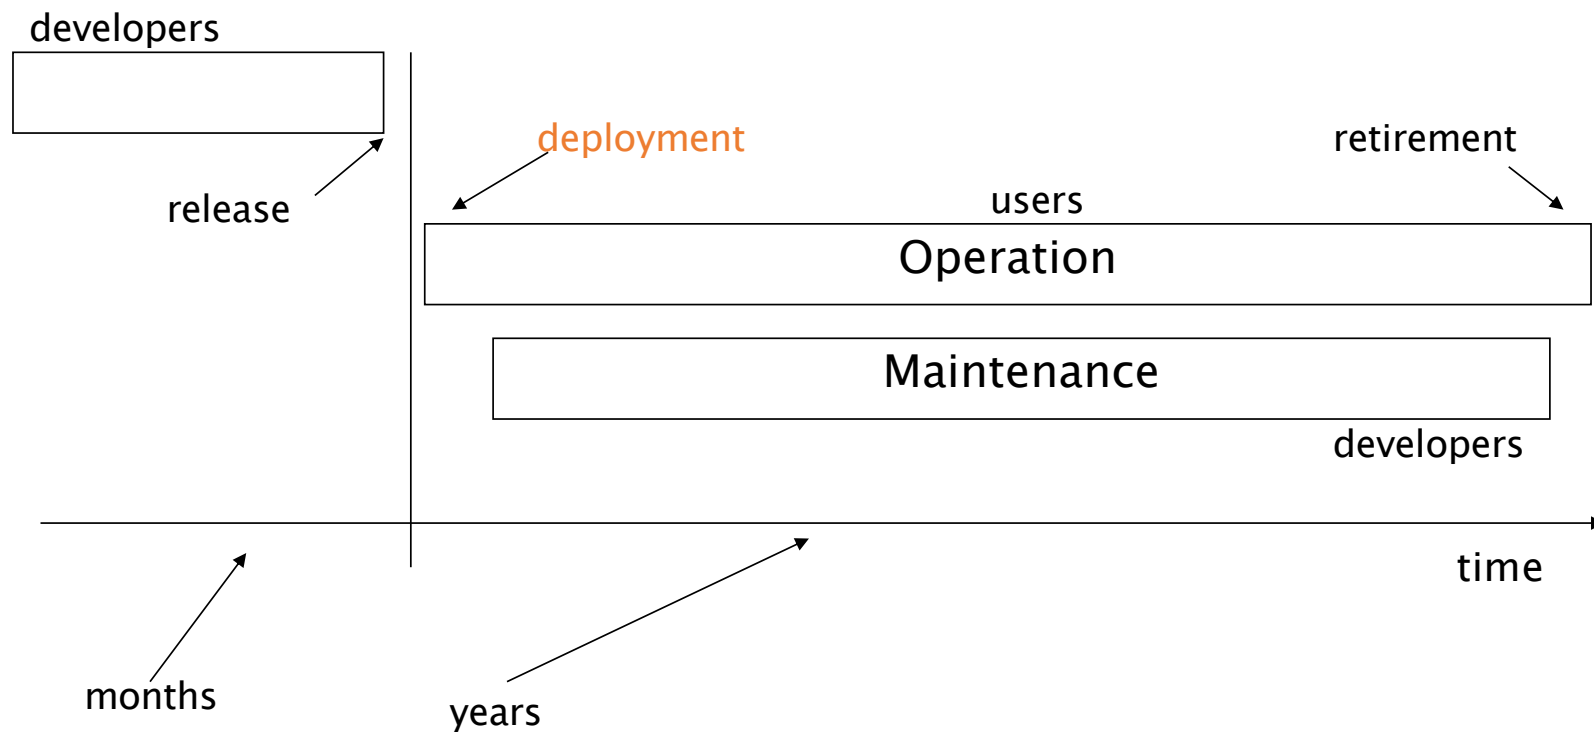 developers
deployment
retirement
release
users
Operation
Maintenance
developers
time
months
years